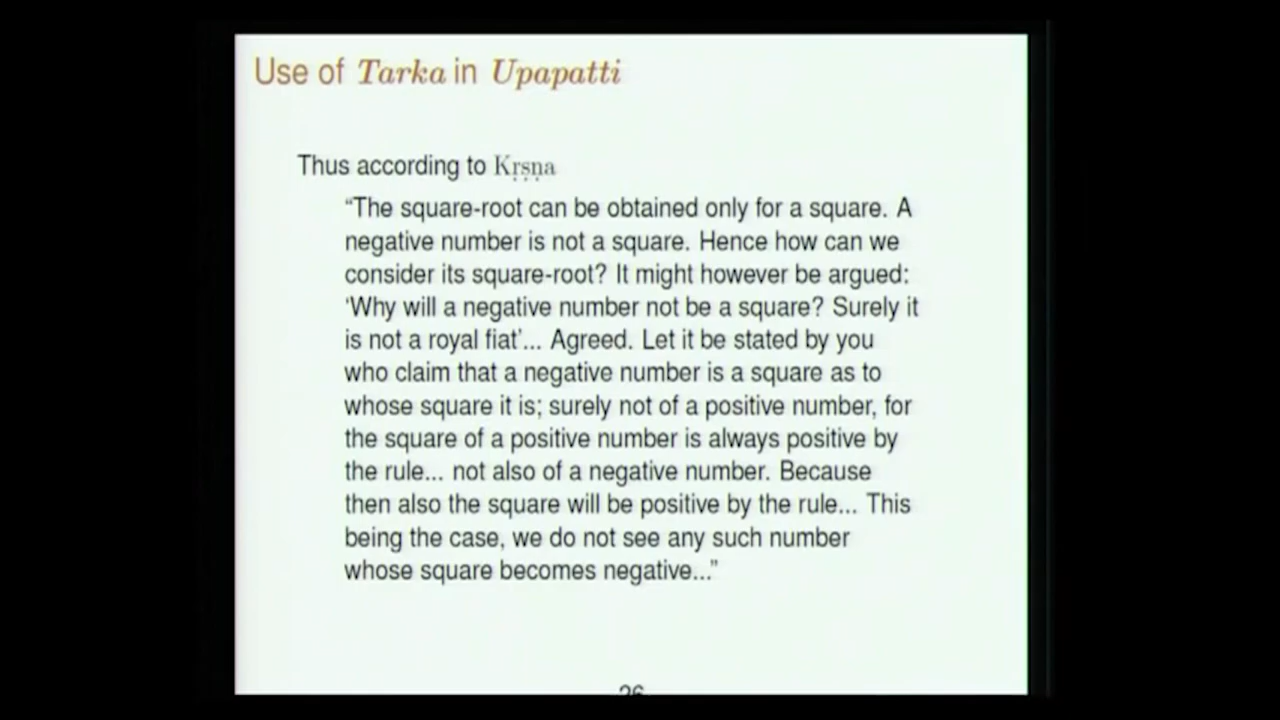 Use of Tarka in Upapatti
Thus according to Kṛṣṇa
“The square-root can be obtained only for a square. A
negative number is not a square. Hence how can we
consider its square-root? It might however be argued:
‘Why will a negative number not be a square? Surely it
is not a royal fiat’... Agreed. Let it be stated by you
who claim that a negative number is a square as to
whose square it is; surely not of a positive number, for
the square of a positive number is always positive by
the rule... not also of a negative number. Because
then also the square will be positive by the rule... This
being the case, we do not see any such number
whose square becomes negative...”
26